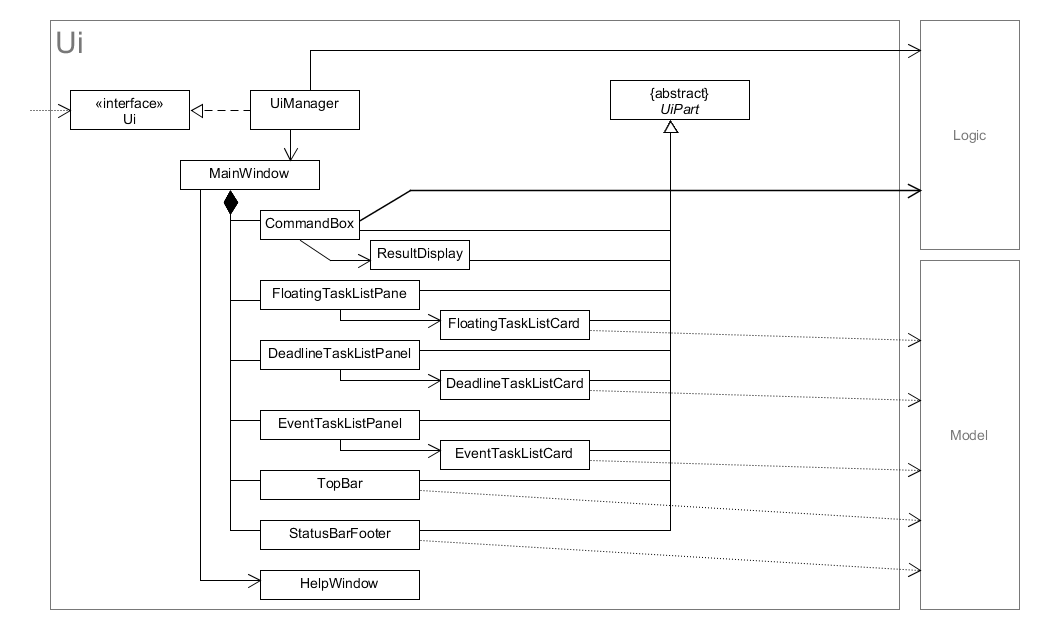 Ui
«interface»
Ui
UiManager
{abstract}
UiPart
Logic
MainWindow
CommandBox
ResultDisplay
FloatingTaskListPane
FloatingTaskListCard
DeadlineTaskListPanel
DeadlineTaskListCard
EventTaskListPanel
EventTaskListCard
Model
TopBar
StatusBarFooter
HelpWindow